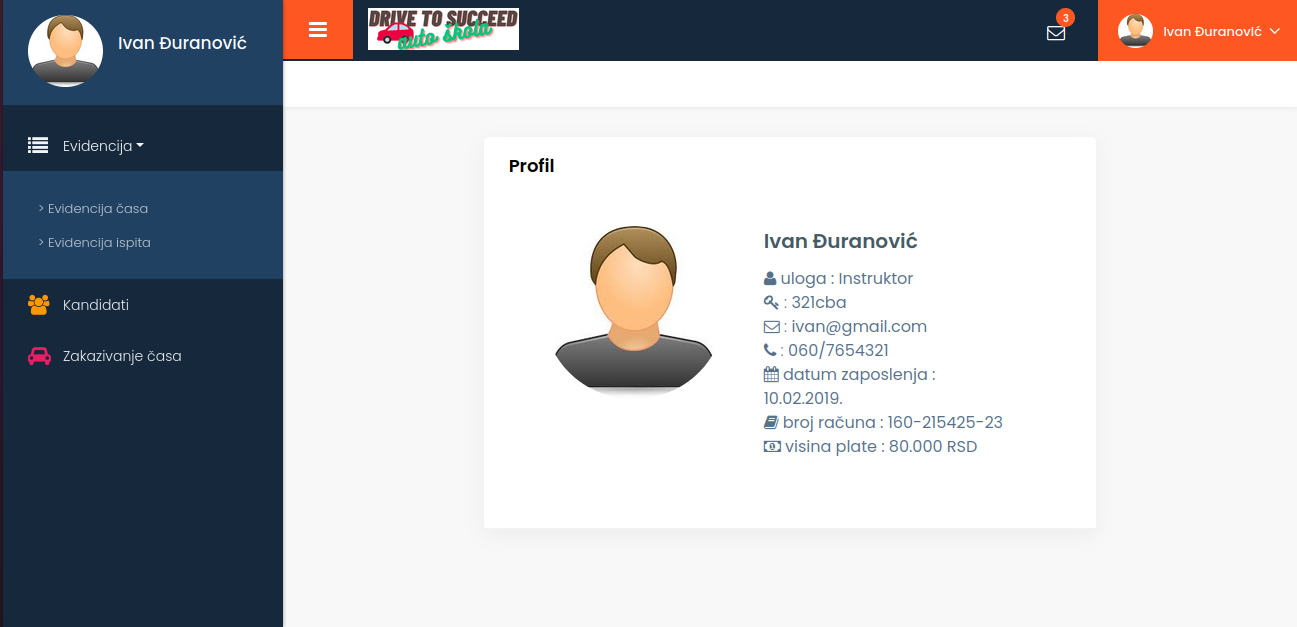 Ivan Đuranović
Evidencija
> Evidencija časa
> Evidencija ispita
Kandidati
Zakazivanje časa
DRIVE TO SUCCEED
auto škola
3
Ivan Đuranović
Profil
Ivan Đuranović
uloga : Instruktor
: 321cba
: ivan@gmail.com
: 060/7654321
datum zaposlenja :
10.02.2019.
broj računa : 160-215425-23
visina plate : 80.000 RSD